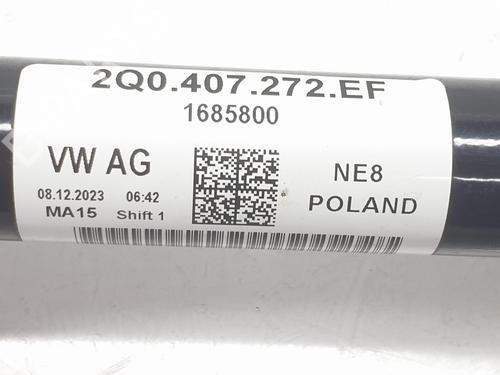 2Q0.407.272.EF
1685800
VW AG
08.12.2023 06:42
MA15 Shift 1
NE8
POLAND